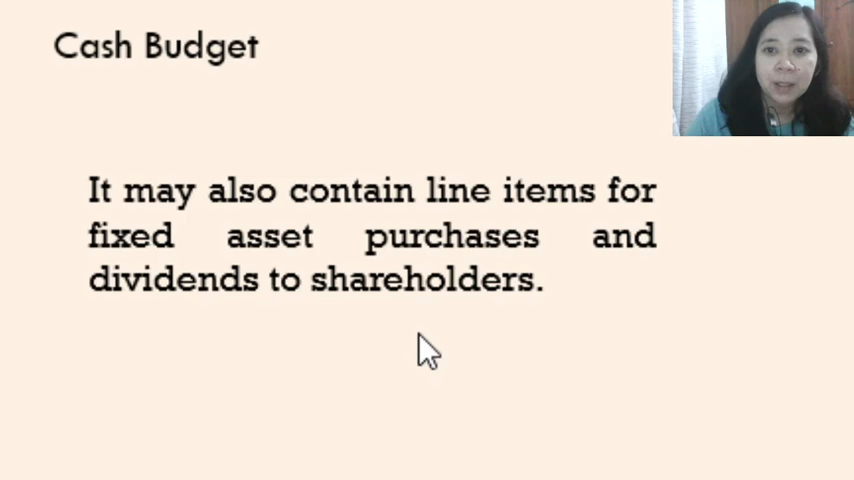 Cash Budget
It may also contain line items for
fixed asset purchases and
dividends to shareholders.